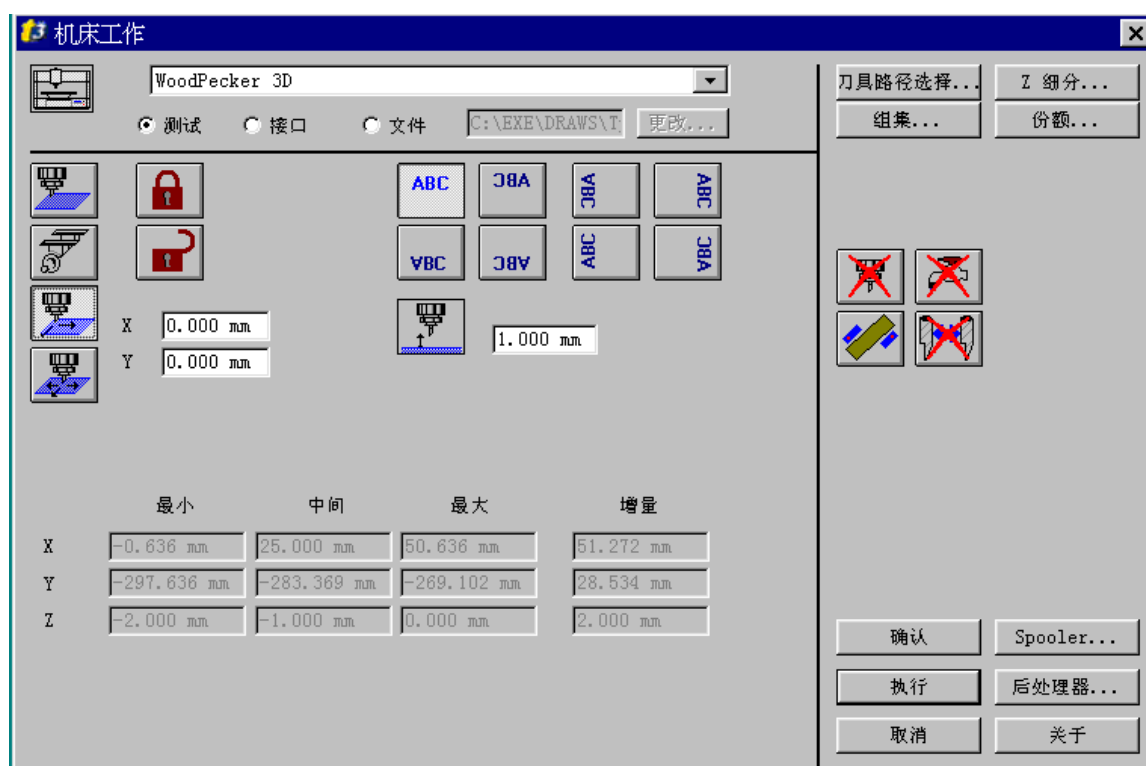 t3 机床工作
WoodPecker 3D
测试 接口 文件 C:\EXE\DRAWS\T 更改...
刀具路径选择... Z 细分...
组集... 份额...
ABC ABC ABC ABC
ABC ABC ABC ABC
X 0.000 mm
Y 0.000 mm
1.000 mm
最小 中间 最大 增量
X -0.636 mm 25.000 mm 50.636 mm 51.272 mm
Y -297.636 mm -283.369 mm -269.102 mm 28.534 mm
Z -2.000 mm -1.000 mm 0.000 mm 2.000 mm
确认 Spooler...
执行 后处理器...
取消 关于